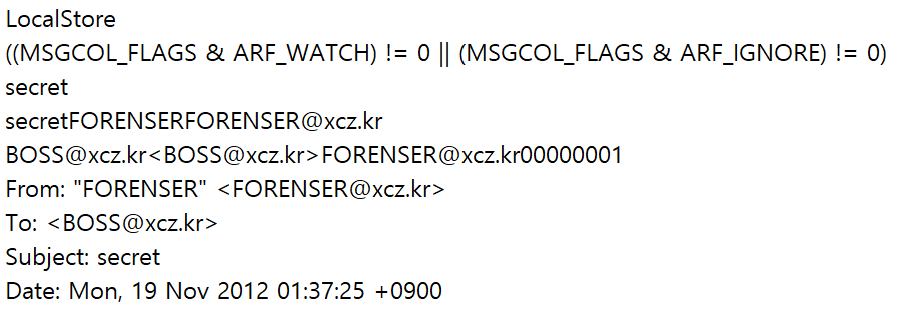 LocalStore
((MSGCOL_FLAGS & ARF_WATCH) != 0 || (MSGCOL_FLAGS & ARF_IGNORE) != 0)
secret
secretFORENSERFORENSER@xcz.kr
BOSS@xcz.kr<BOSS@xcz.kr>FORENSER@xcz.kr00000001
From: "FORENSER" <FORENSER@xcz.kr>
To: <BOSS@xcz.kr>
Subject: secret
Date: Mon, 19 Nov 2012 01:37:25 +0900